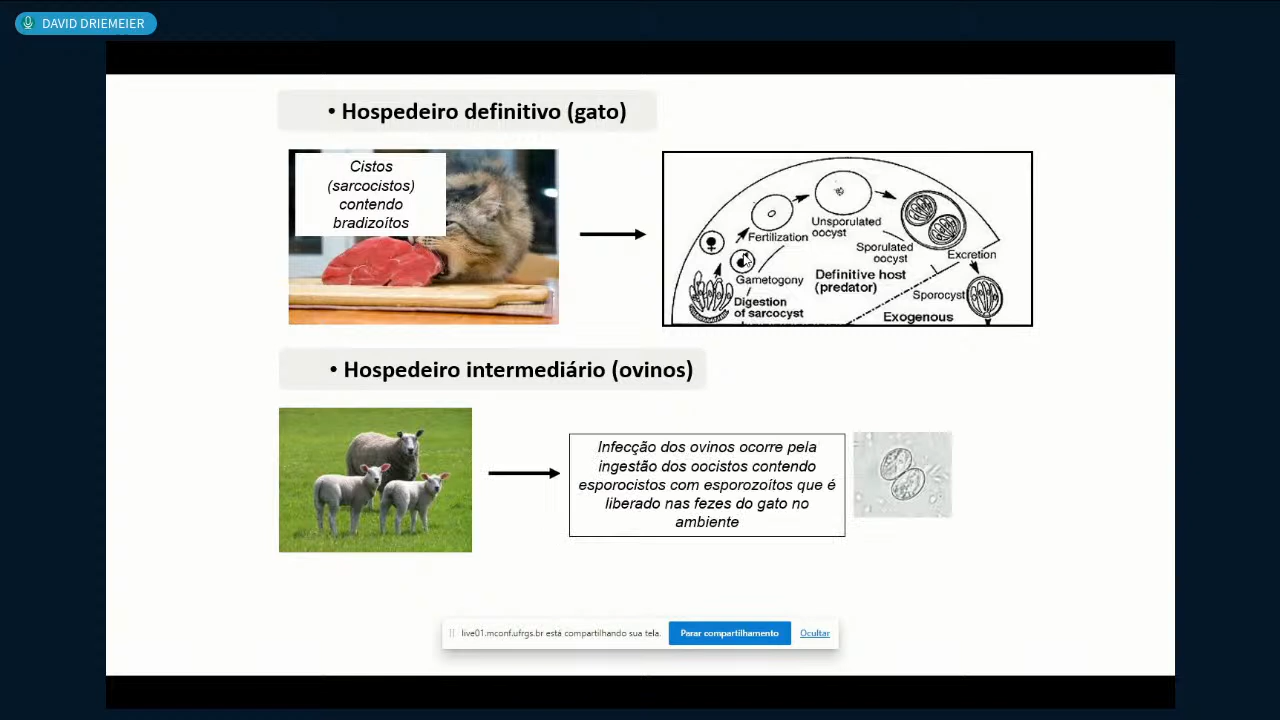 DAVID DRIEMEIER
• Hospedeiro definitivo (gato)
Cistos
(sarcocistos)
contendo
bradizoítos
Fertilization
Unsporulated
oocyst
Sporulated
oocyst
Excretion
Gametogony
Definitive host
(predator)
Digestion
of sarcocyst
Sporocyst
Exogenous
• Hospedeiro intermediário (ovinos)
Infecção dos ovinos ocorre pela
ingestão dos oocistos contendo
esporocistos com esporozoítos que é
liberado nas fezes do gato no
ambiente
live01.mconf.ufrgs.br está compartilhando sua tela.
Parar compartilhamento
Ocultar